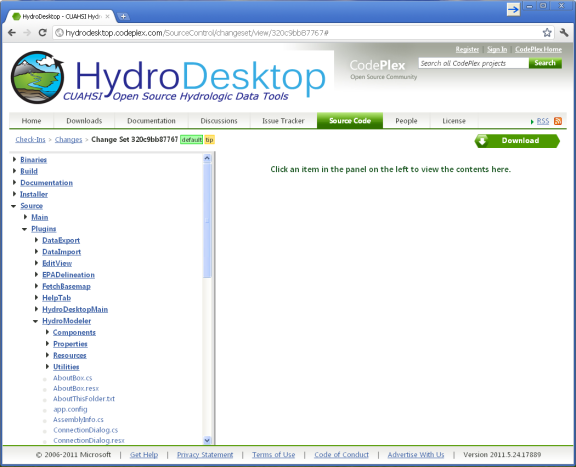 HydroDesktop - CUAHSI Hydr
hydrodesktop.codeplex.com/SourceControl/changeset/view/320c9bbB7767#
Register | Sign In | CodePlex Home
CodePlex
Open Source Community
Search all CodePlex projects
Search
HydroDesktop
CUAHSI Open Source Hydrologic Data Tools
Home Downloads Documentation Discussions Issue Tracker Source Code People License RSS
Check-Ins > Changes > Change Set 320c9bb87767 default tip
Download
Click an item in the panel on the left to view the contents here.
Binaries
Build
Documentation
Installer
Source
Main
Plugins
DataExport
DataImport
EditView
EPADelineation
FetchBasemap
HelpTab
HydroDesktopMain
HydroModeler
Components
Properties
Resources
Utilities
AboutBox.cs
AboutBox.resx
AboutThisFolder.txt
app.config
AssemblyInfo.cs
ConnectionDialog.cs
ConnectionDialog.resx
© 2006-2011 Microsoft | Get Help | Privacy Statement | Terms of Use | Code of Conduct | Advertise With Us | Version 2011.5.24.17889